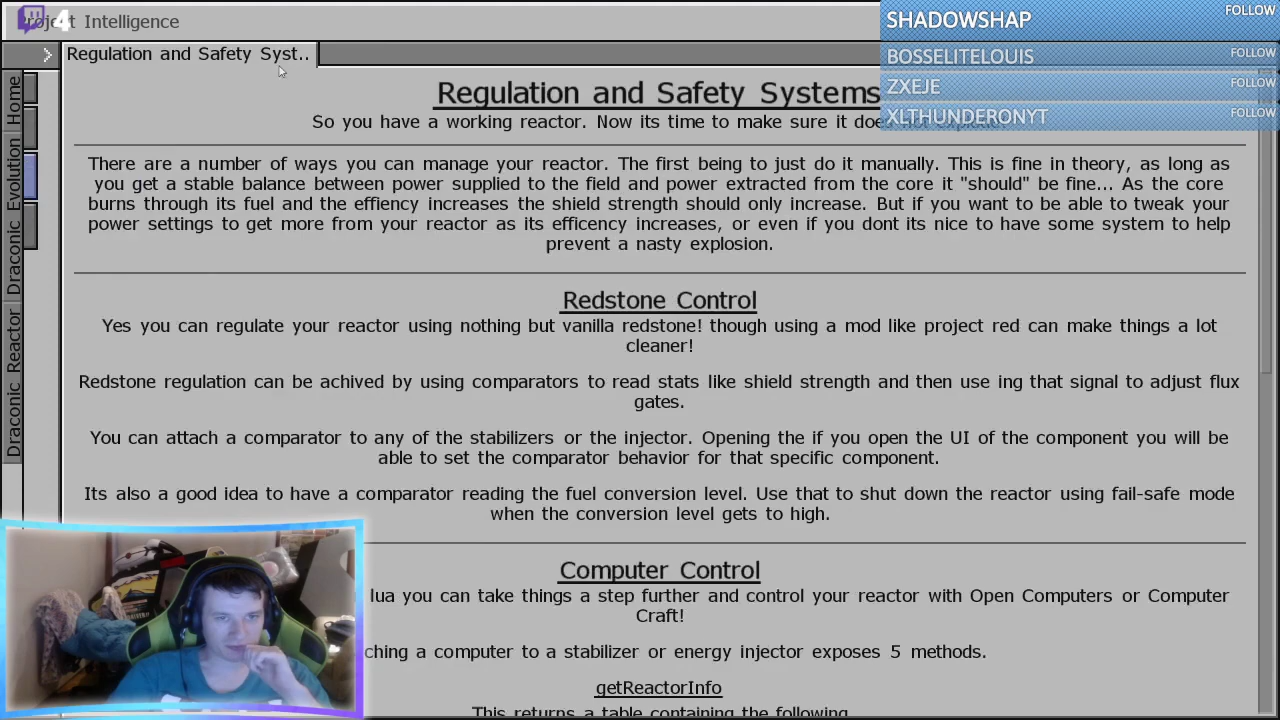 Project Intelligence
4
SHADOWSHAP FOLLOW
BOSSELITELOUIS FOLLOW
ZXEJE FOLLOW
XLTHUNDERONYT FOLLOW
Regulation and Safety Syst..
Home
Draconic Evolution
Draconic Reactor
Regulation and Safety Systems
So you have a working reactor. Now its time to make sure it does not explode.
There are a number of ways you can manage your reactor. The first being to just do it manually. This is fine in theory, as long as
you get a stable balance between power supplied to the field and power extracted from the core it "should" be fine... As the core
burns through its fuel and the effiency increases the shield strength should only increase. But if you want to be able to tweak your
power settings to get more from your reactor as its efficency increases, or even if you dont its nice to have some system to help
prevent a nasty explosion.
Redstone Control
Yes you can regulate your reactor using nothing but vanilla redstone! though using a mod like project red can make things a lot
cleaner!
Redstone regulation can be achived by using comparators to read stats like shield strength and then use ing that signal to adjust flux
gates.
You can attach a comparator to any of the stabilizers or the injector. Opening the if you open the UI of the component you will be
able to set the comparator behavior for that specific component.
Its also a good idea to have a comparator reading the fuel conversion level. Use that to shut down the reactor using fail-safe mode
when the conversion level gets to high.
Computer Control
lua you can take things a step further and control your reactor with Open Computers or Computer
Craft!
ching a computer to a stabilizer or energy injector exposes 5 methods.
getReactorInfo
This returns a table containing the following